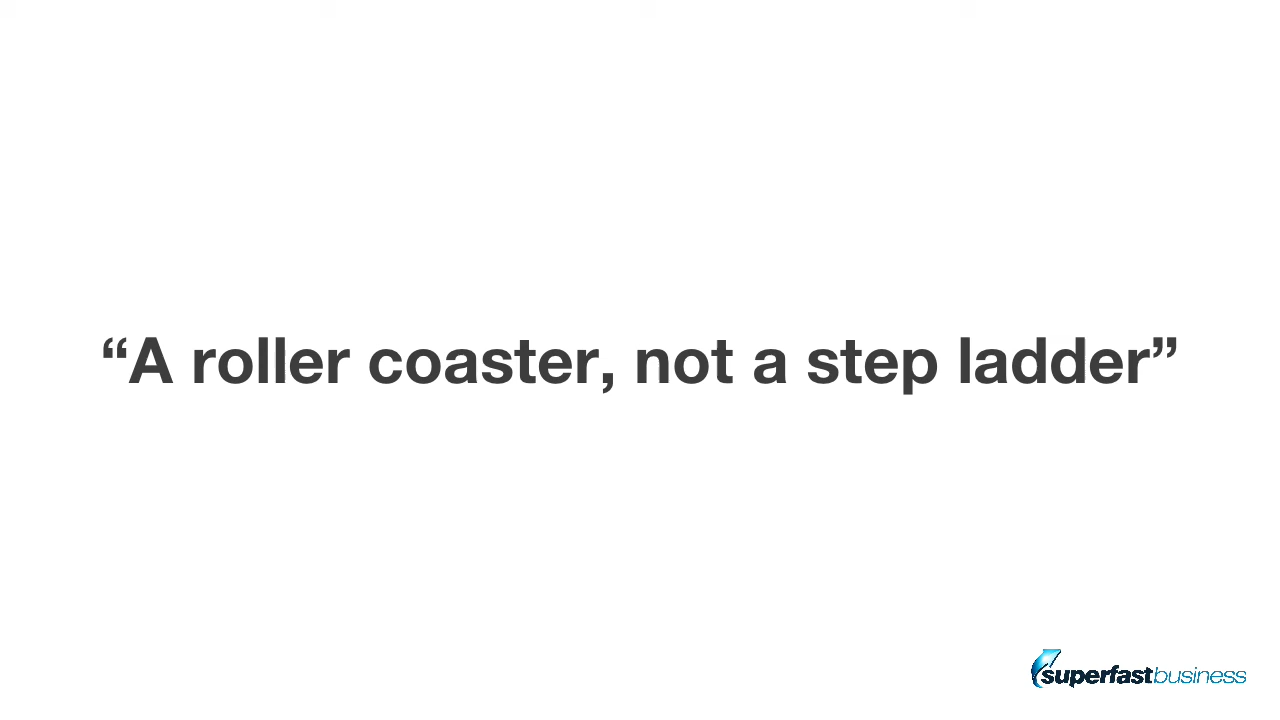 “A roller coaster, not a step ladder”
superfastbusiness